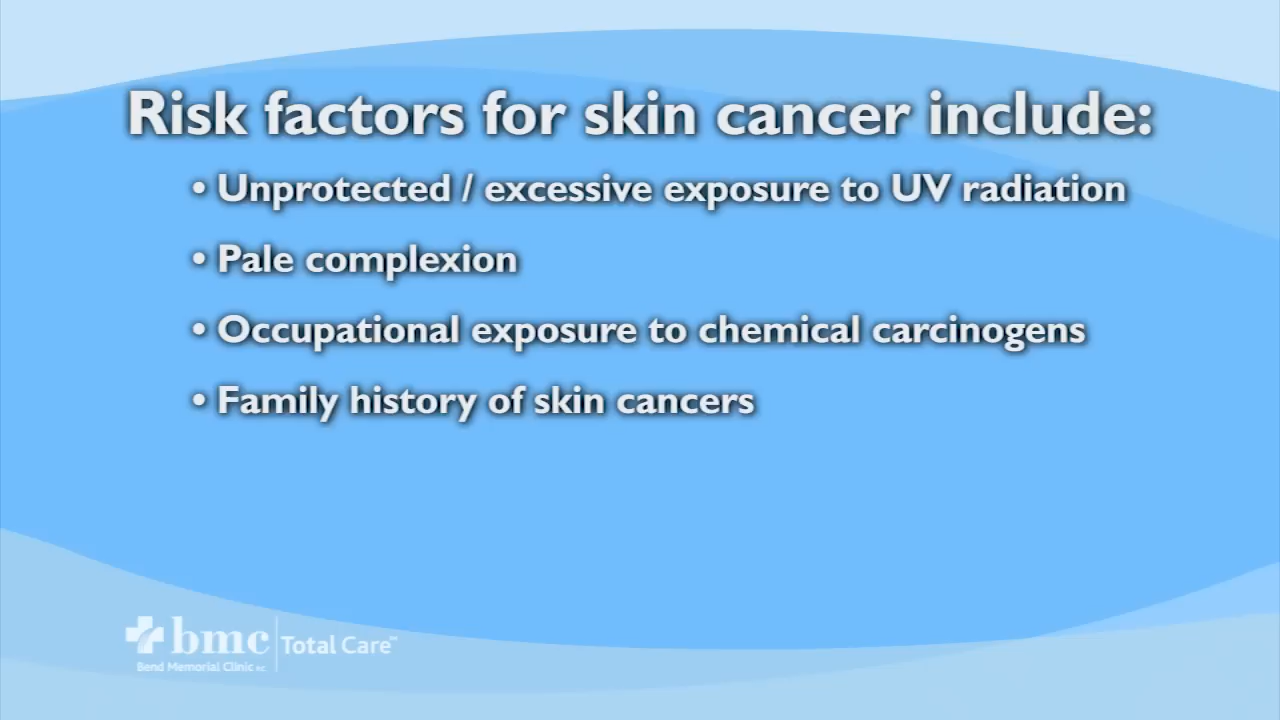 Risk factors for skin cancer include:
• Unprotected / excessive exposure to UV radiation
• Pale complexion
• Occupational exposure to chemical carcinogens
• Family history of skin cancers
bmc Total Care™
Bend Memorial Clinic P.C.